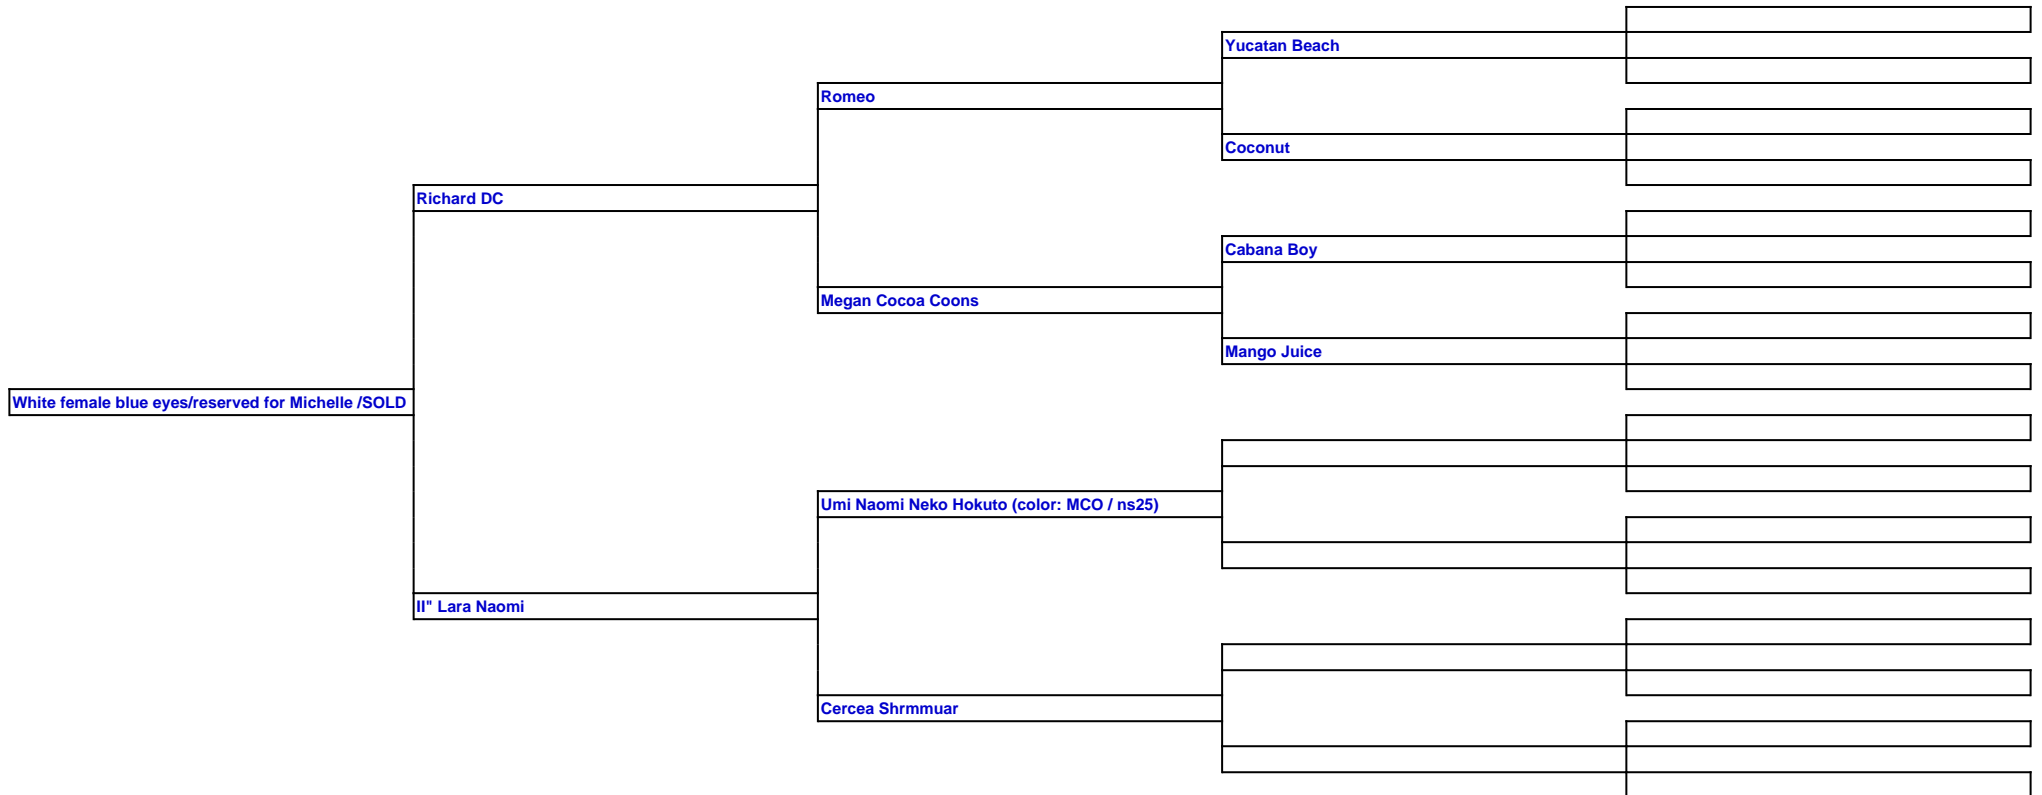 Yucatan Beach
Romeo
Coconut
Richard DC
Cabana Boy
Megan Cocoa Coons
Mango Juice
White female blue eyes/reserved for Michelle /SOLD
Umi Naomi Neko Hokuto (color: MCO / ns25)
II" Lara Naomi
Cercea Shrmmuar